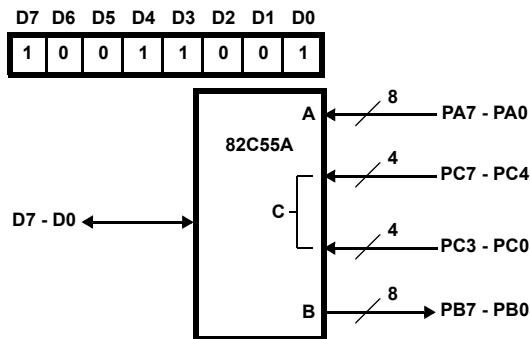 D7 D6 D5 D4 D3 D2 D1 D0
1 0 0 1 1 0 0 1
A 8 PA7 - PA0
82C55A
4 PC7 - PC4
C
D7 - D0
4 PC3 - PC0
B 8 PB7 - PB0